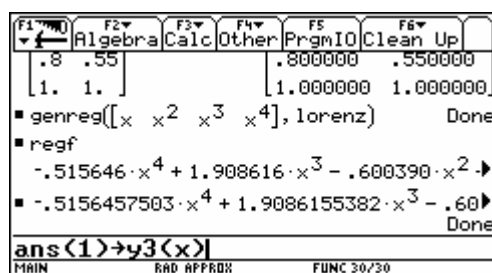 F1 F2 F3 F4 F5 F6
Algebra Calc Other PrgmIO Clean Up
[.8 .55] [.800000 .550000]
[1. 1.] [1.000000 1.000000]
▪ genreg([x x² x³ x⁴], lorenz) Done
▪ regf
-.515646·x⁴ + 1.908616·x³ - .600390·x² -▶
▪ -.5156457503·x⁴ + 1.9086155382·x³ - .60▶
Done
ans(1)→y3(x)
MAIN RAD APPROX FUNC 30/30